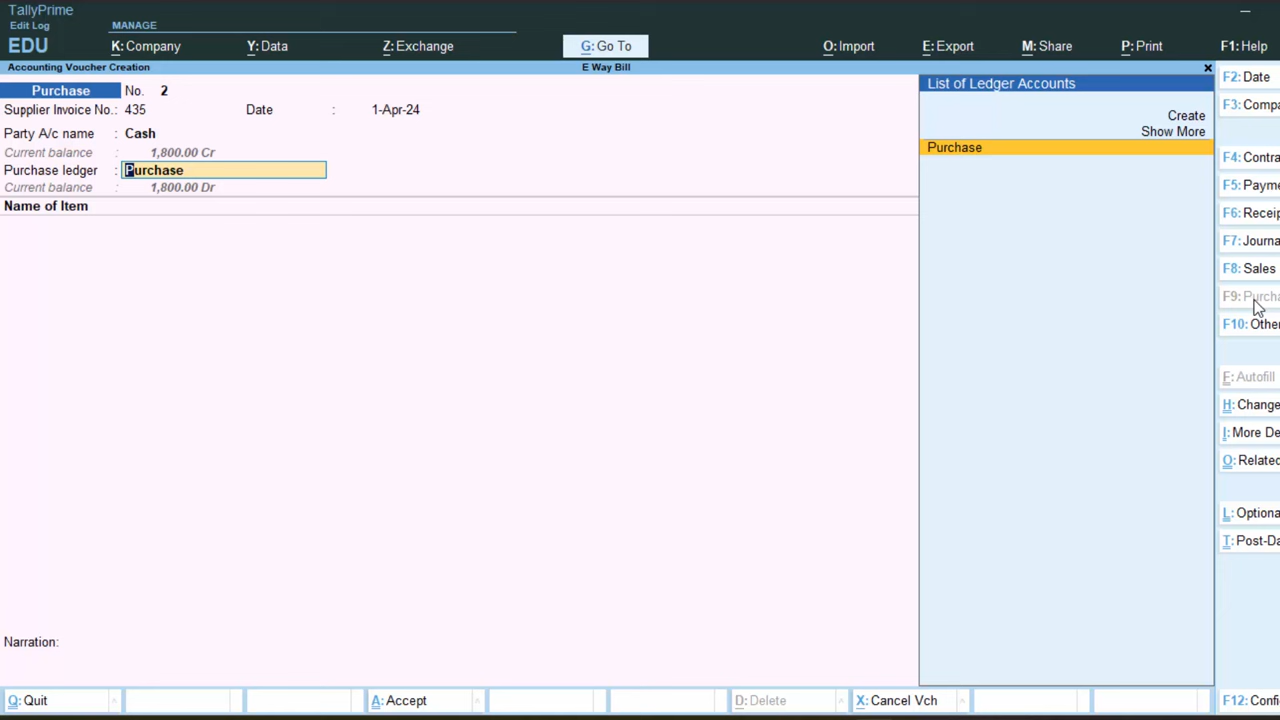 TallyPrime
Edit Log
EDU
MANAGE
K: Company
Y: Data
Z: Exchange
G: Go To
O: Import
E: Export
M: Share
P: Print
F1: Help
Accounting Voucher Creation
E Way Bill
Purchase No. 2
Supplier Invoice No.: 435 Date : 1-Apr-24
Party A/c name : Cash
Current balance : 1,800.00 Cr
Purchase ledger : Purchase
Current balance : 1,800.00 Dr
Name of Item
Narration:
List of Ledger Accounts
Create
Show More
Purchase
F2: Date
F3: Compa
F4: Contra
F5: Payme
F6: Receip
F7: Journa
F8: Sales
F9: Purcha
F10: Other
F: Autofill
H: Change
I: More De
O: Related
L: Optiona
T: Post-Da
Q: Quit
A: Accept
D: Delete
X: Cancel Vch
F12: Confi